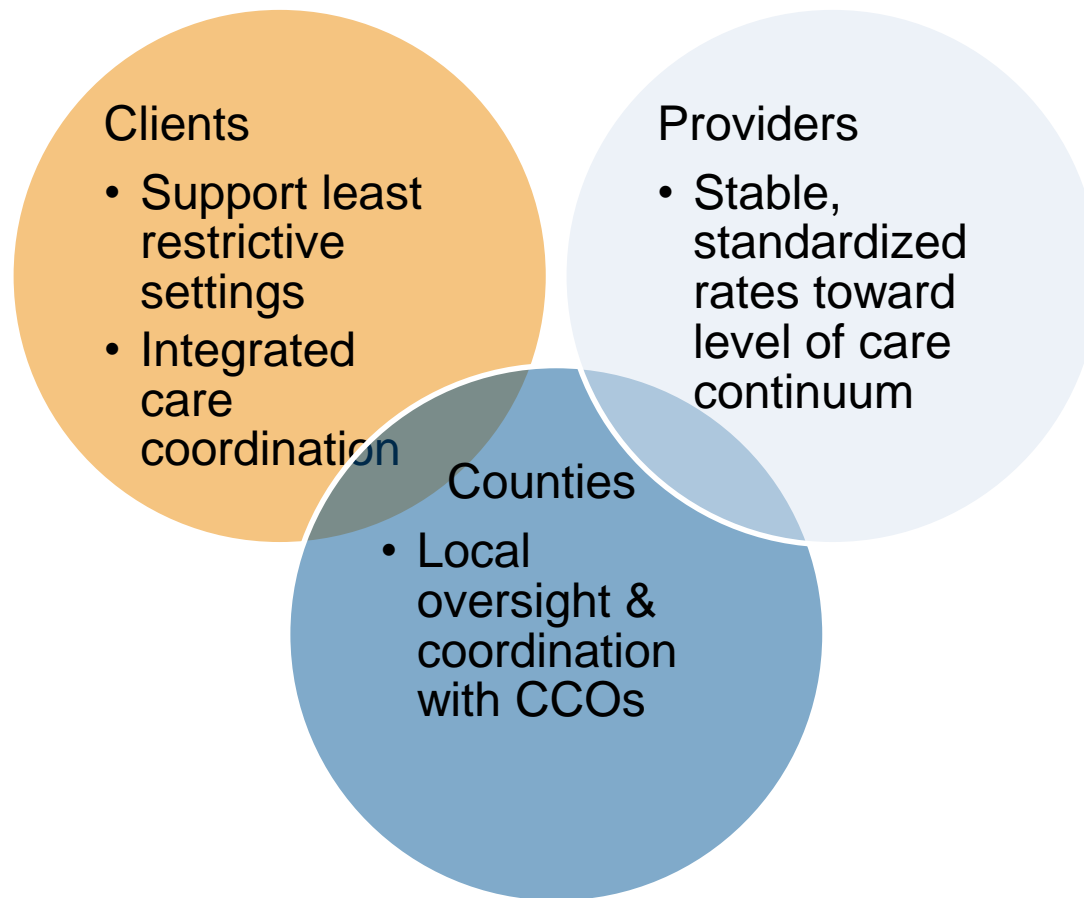 Clients
• Support least
restrictive
settings
• Integrated
care
coordination
Providers
• Stable,
standardized
rates toward
level of care
continuum
Counties
• Local
oversight &
coordination
with CCOs